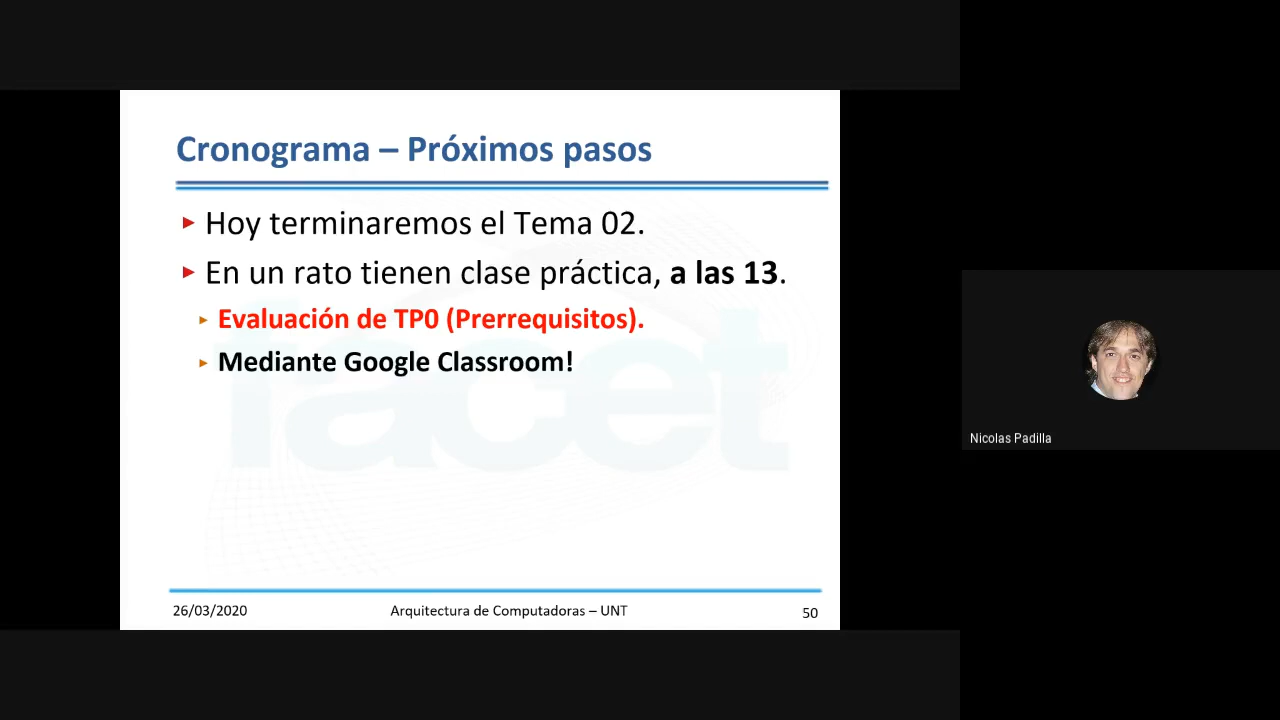 Cronograma – Próximos pasos
Hoy terminaremos el Tema 02.
En un rato tienen clase práctica, a las 13.
Evaluación de TP0 (Prerrequisitos).
Mediante Google Classroom!
facet
26/03/2020
Arquitectura de Computadoras – UNT
50
Nicolas Padilla